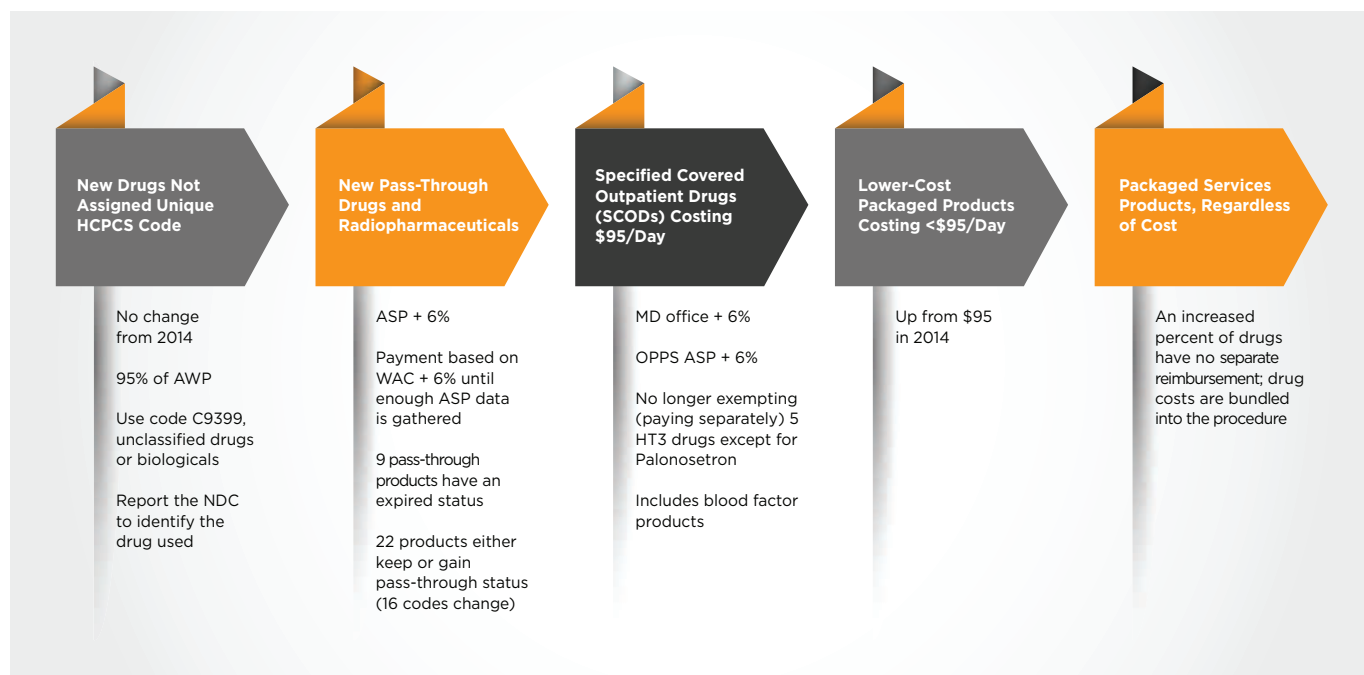 New Drugs Not
Assigned Unique
HCPCS Code
No change
from 2014
95% of AWP
Use code C9399,
unclassified drugs
or biologicals
Report the NDC
to identify the
drug used
New Pass-Through
Drugs and
Radiopharmaceuticals
ASP + 6%
Payment based on
WAC + 6% until
enough ASP data
is gathered
9 pass-through
products have an
expired status
22 products either
keep or gain
pass-through status
(16 codes change)
Specified Covered
Outpatient Drugs
(SCODs) Costing
$95/Day
MD office + 6%
OPPS ASP + 6%
No longer exempting
(paying separately) 5
HT3 drugs except for
Palonosetron
Includes blood factor
products
Lower-Cost
Packaged Products
Costing <$95/Day
Up from $95
in 2014
Packaged Services
Products, Regardless
of Cost
An increased
percent of drugs
have no separate
reimbursement; drug
costs are bundled
into the procedure